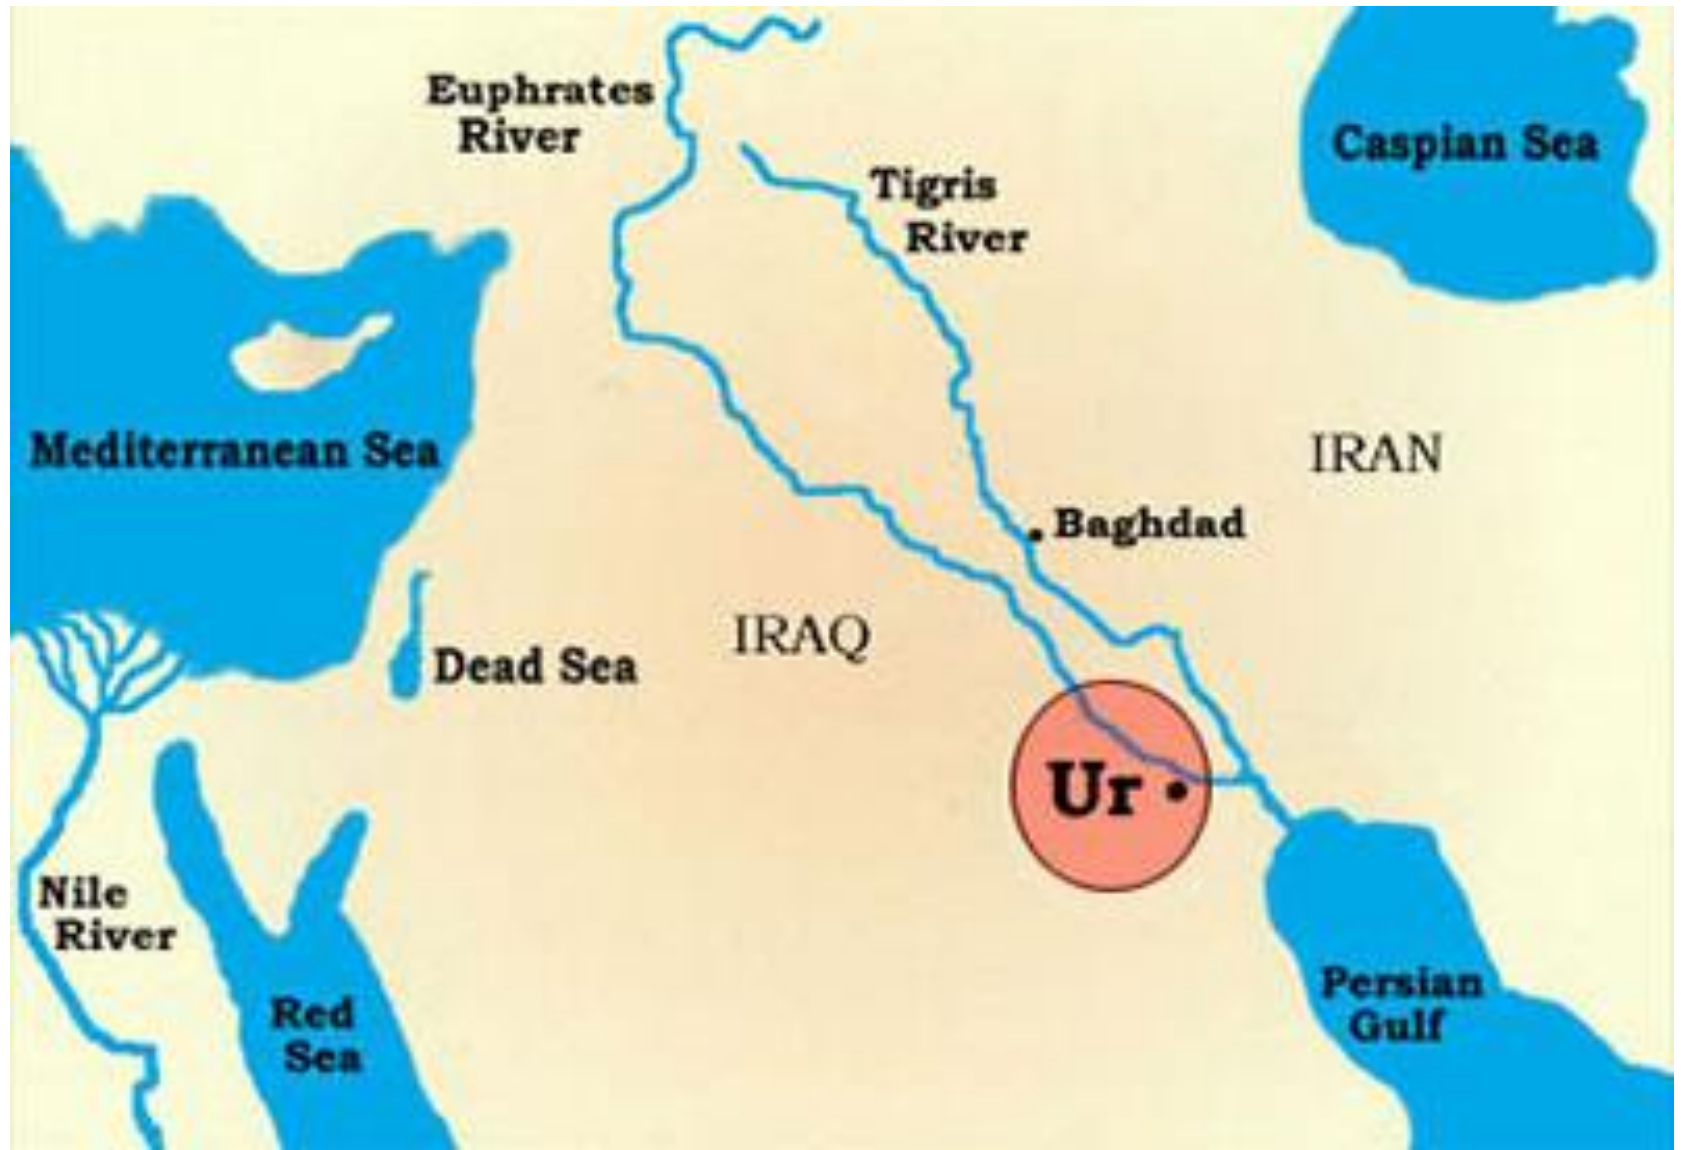 Euphrates
River
Tigris
River
Caspian Sea
Mediterranean Sea
IRAN
Baghdad
IRAQ
Dead Sea
Ur
Nile
River
Red
Sea
Persian
Gulf